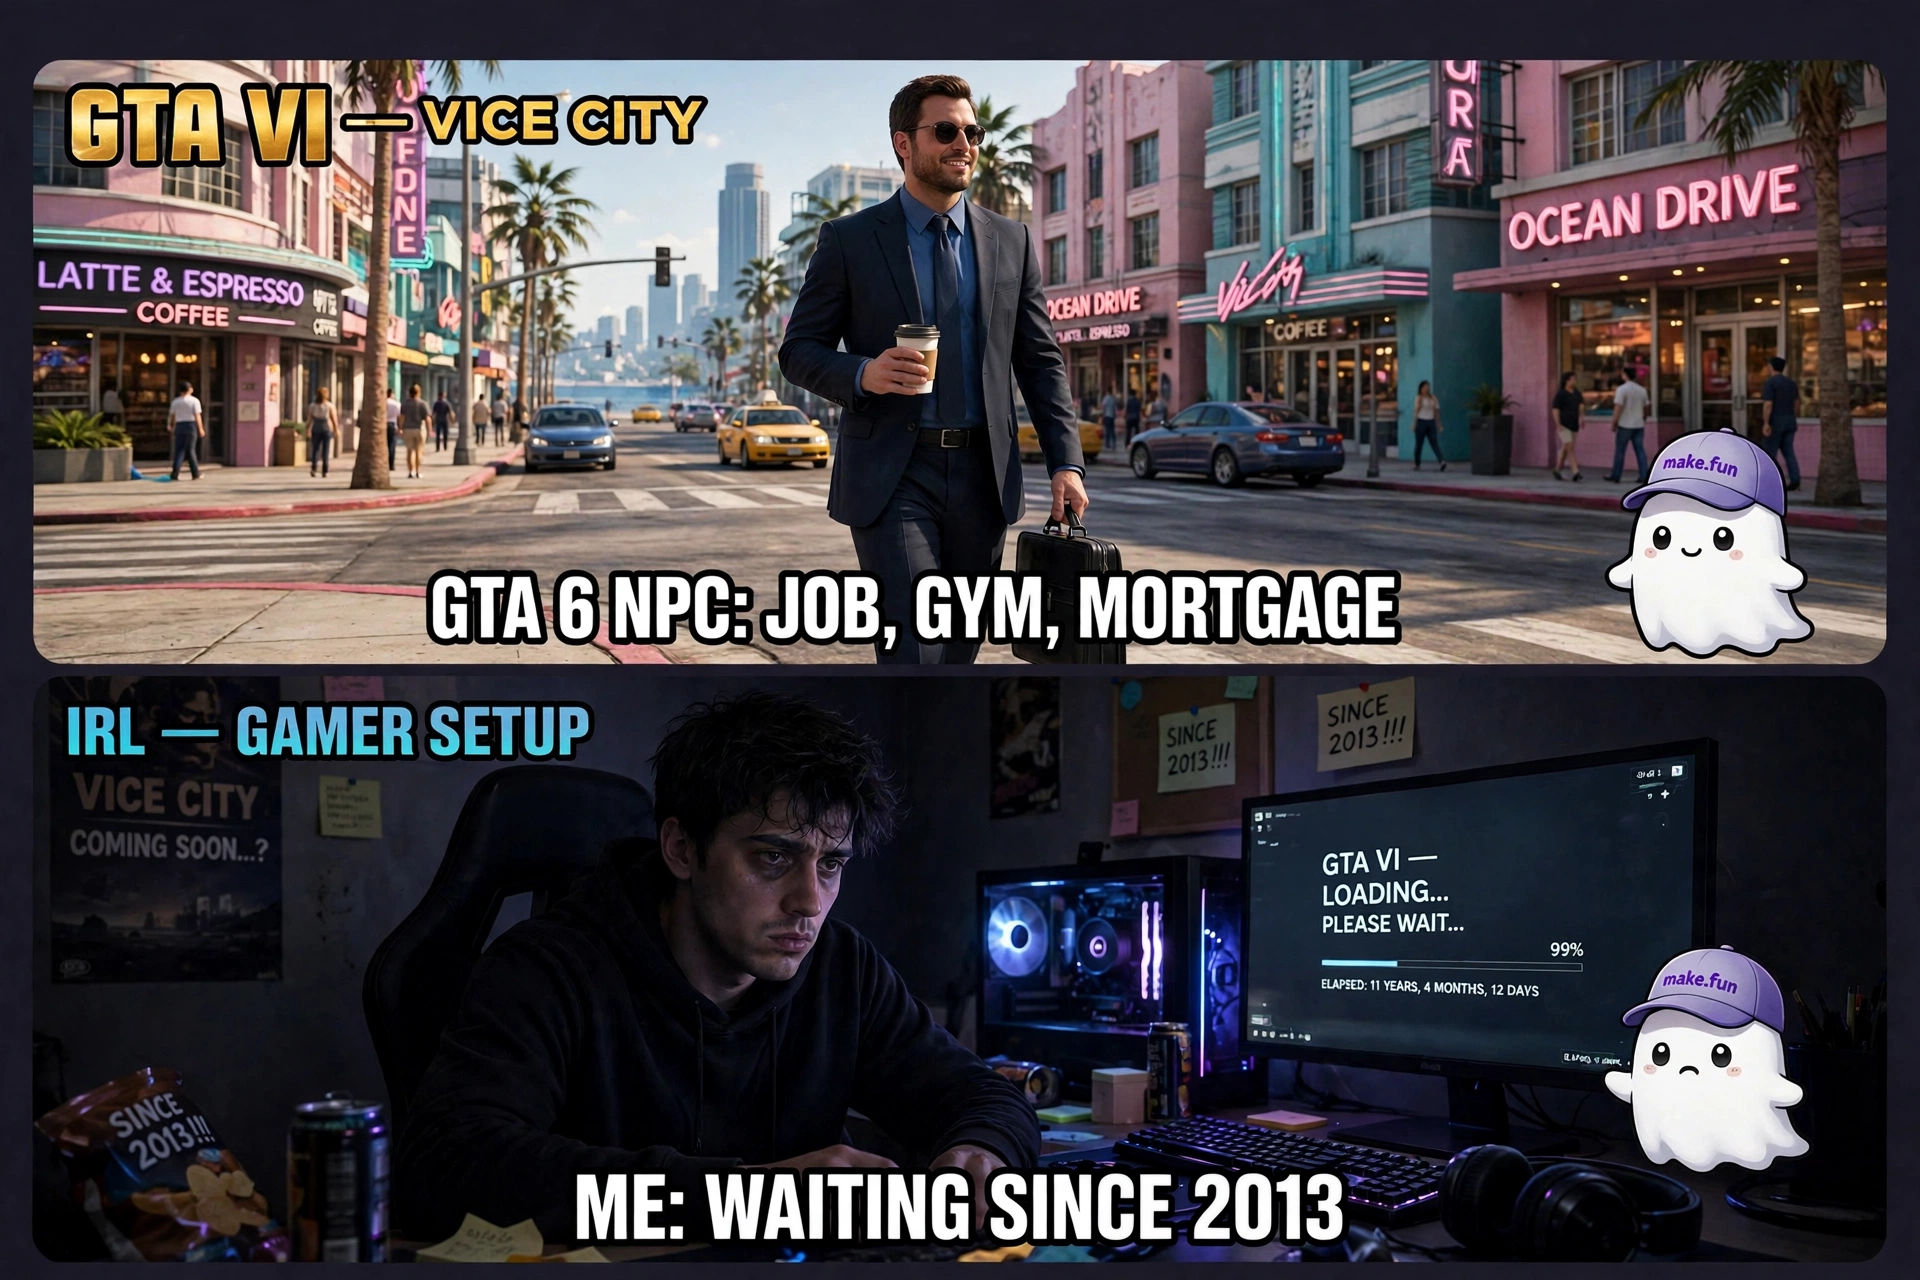 GTA VI — VICE CITY
LATTE & ESPRESSO
COFFEE
OCEAN DRIVE
COFFEE
OCEAN DRIVE
make.fun
GTA 6 NPC: JOB, GYM, MORTGAGE
IRL — GAMER SETUP
VICE CITY
COMING SOON...?
SINCE
2013!!!
SINCE
2013!!!
GTA VI —
LOADING...
PLEASE WAIT...
99%
ELAPSED: 11 YEARS, 4 MONTHS, 12 DAYS
make.fun
SINCE
2013!!!
ME: WAITING SINCE 2013